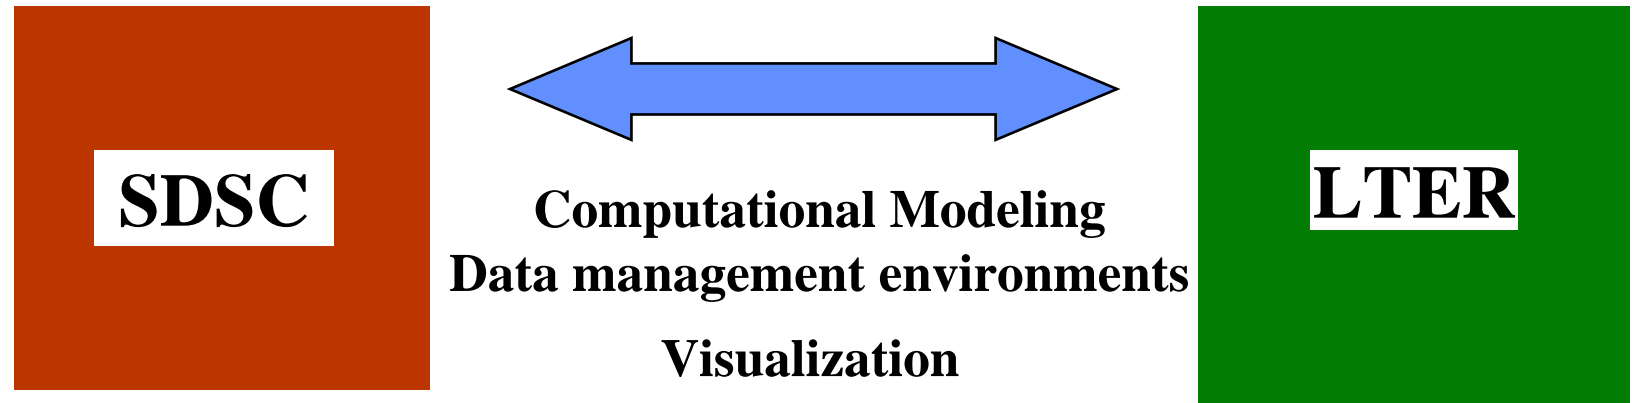 SDSC
Computational Modeling
Data management environments
Visualization
LTER